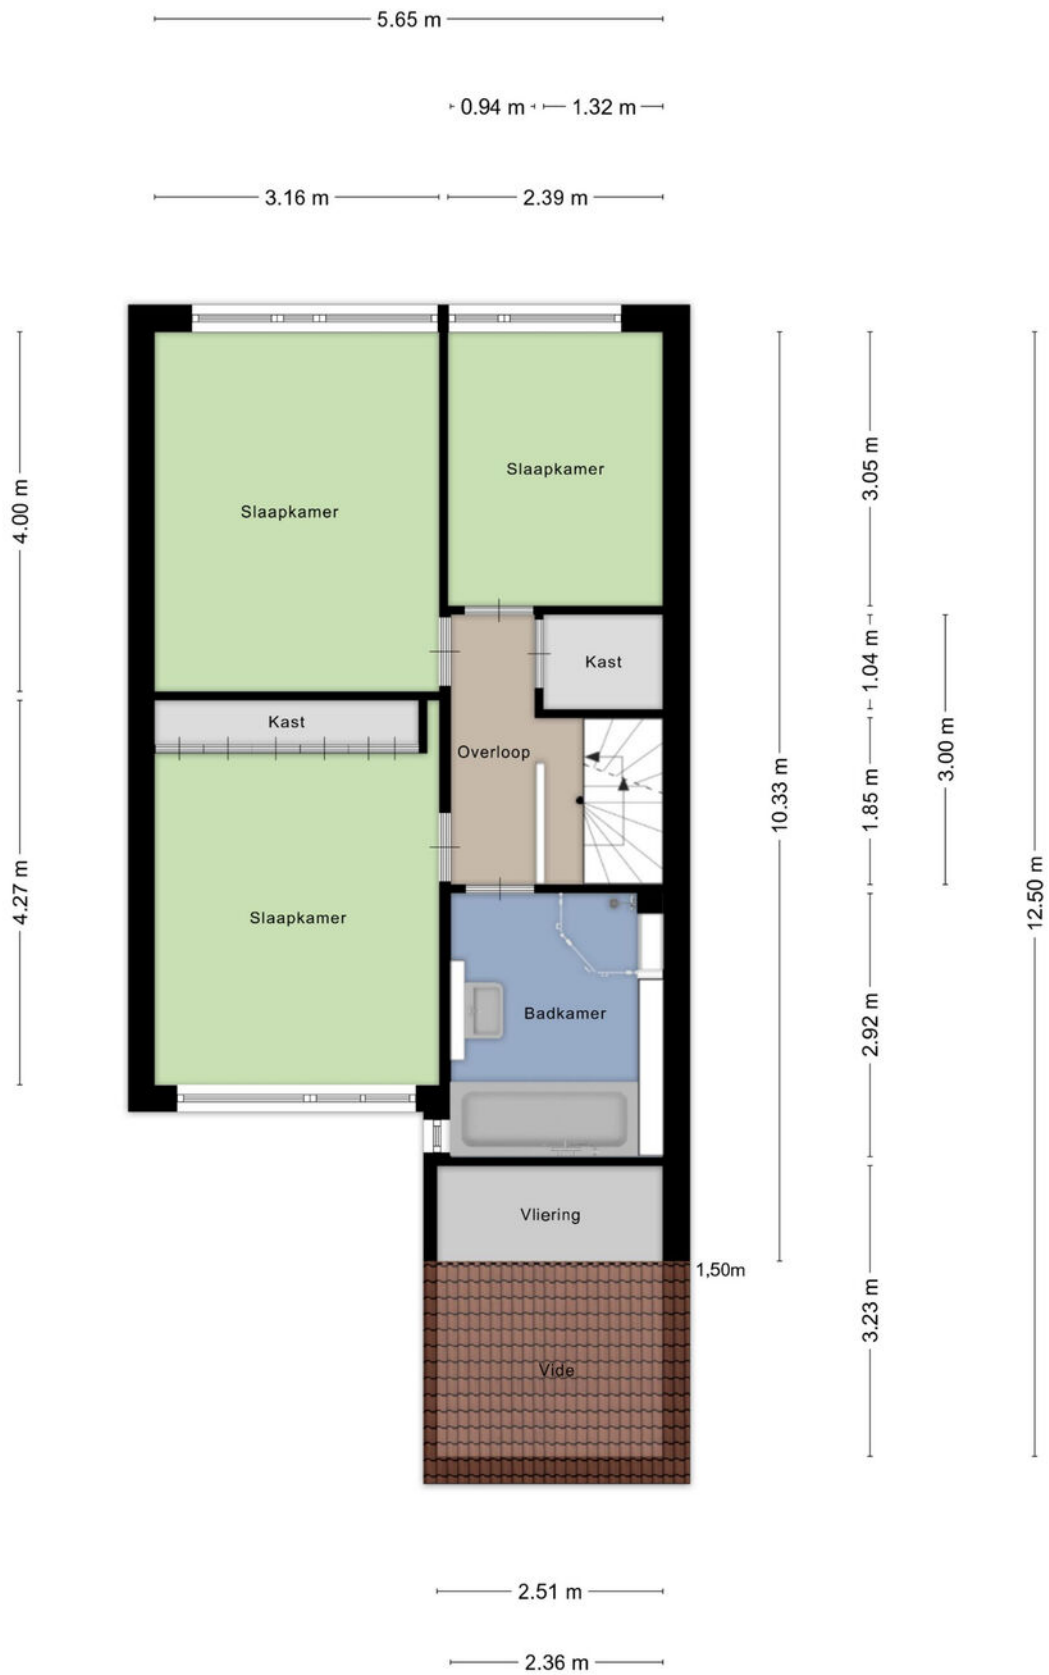 5.65 m
0.94 m
1.32 m
3.16 m
2.39 m
4.00 m
3.05 m
Slaapkamer
Slaapkamer
1.04 m
Kast
Kast
Overloop
3.00 m
10.33 m
1.85 m
4.27 m
12.50 m
Slaapkamer
Badkamer
2.92 m
Vliering
1,50m
3.23 m
Vide
2.51 m
2.36 m